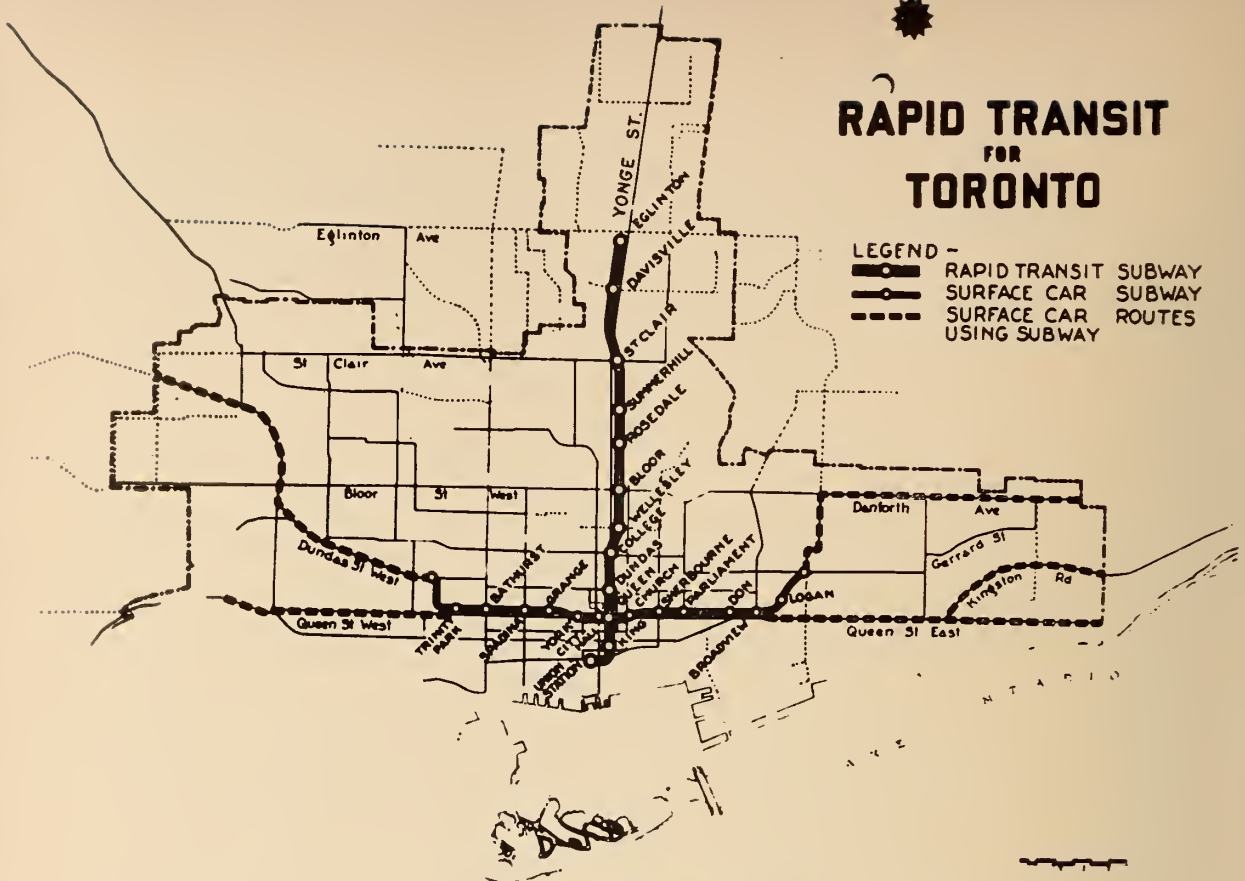 RAPID TRANSIT
FOR
TORONTO
LEGEND ~
RAPID TRANSIT SUBWAY
SURFACE CAR SUBWAY
SURFACE CAR ROUTES
USING SUBWAY
YONGE ST.
EGLINTON
DAVISVILLE
ST CLAIR
SUMMERHILL
ROSEDALE
BLOOR
WELLESLEY
COLLEGE
DUNDAS
QUEEN
CHURCH
SHERBOURNE
PARLIAMENT
DON
BROADVIEW
LOGAN
KING
UNION
STATION
CITY
HALL
YORK
GRANGE
SPADINA
BATHURST
TRINITY
PARK
Eglinton Ave
St Clair Ave
Bloor St West
Danforth Ave
Gerrard St
Kingston Rd
Dundas St West
Queen St West
Queen St East
NTARIO